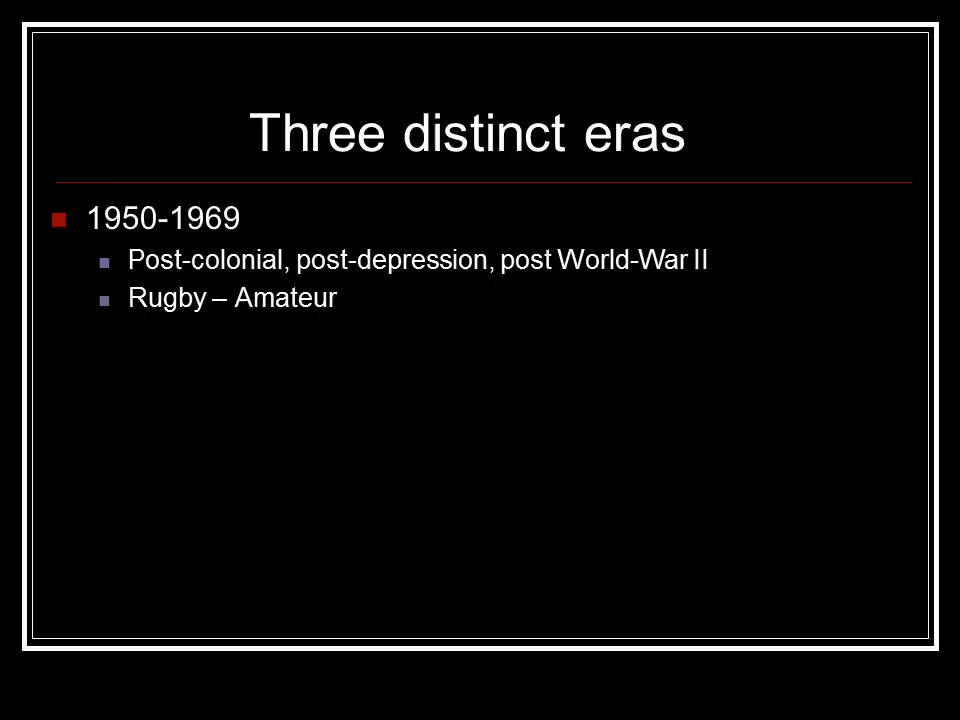 Three distinct eras
1950-1969
Post-colonial, post-depression, post World-War II
Rugby – Amateur